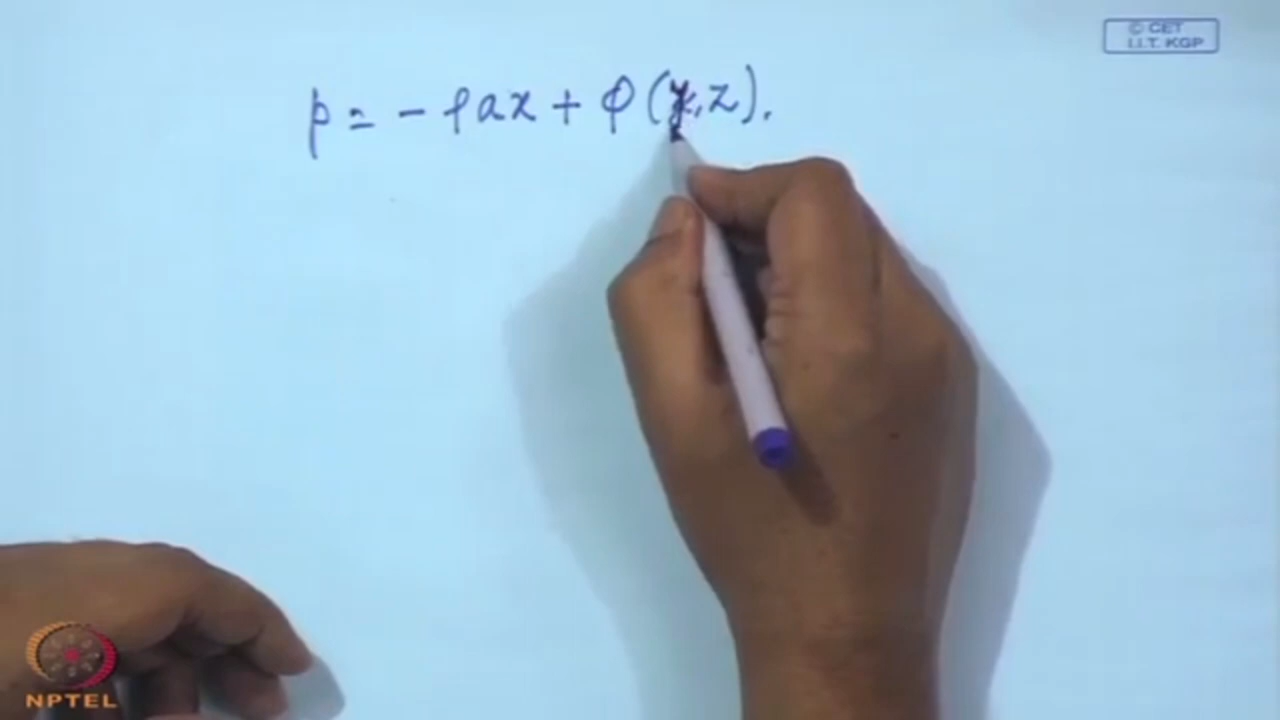 © CET
I.I.T. KGP
p = - ρax + φ(y,z).
NPTEL